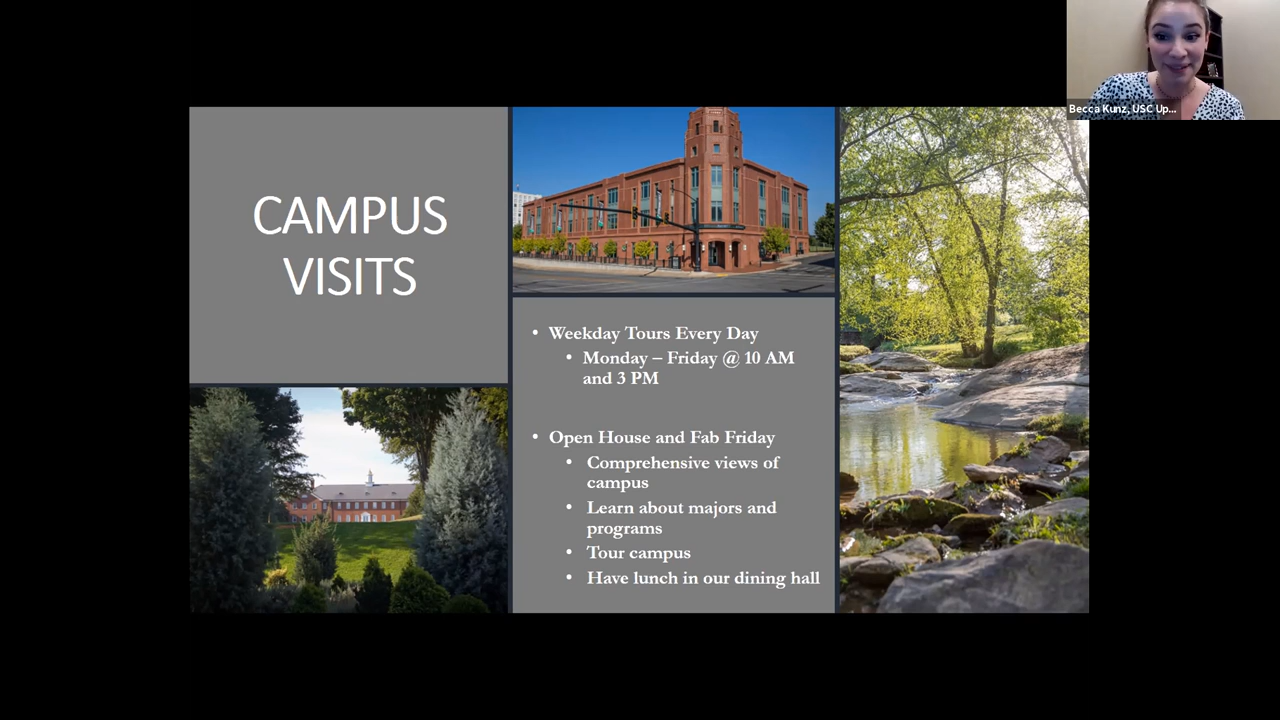 CAMPUS
VISITS
• Weekday Tours Every Day
• Monday – Friday @ 10 AM
and 3 PM
• Open House and Fab Friday
• Comprehensive views of
campus
• Learn about majors and
programs
• Tour campus
• Have lunch in our dining hall
Becca Kunz, USC Up...